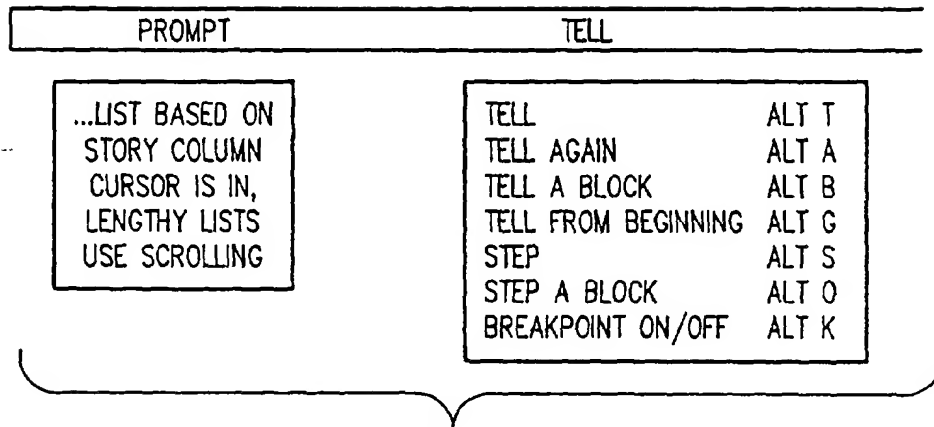 PROMPT TELL
...LIST BASED ON
STORY COLUMN
CURSOR IS IN,
LENGTHY LISTS
USE SCROLLING
TELL ALT T
TELL AGAIN ALT A
TELL A BLOCK ALT B
TELL FROM BEGINNING ALT G
STEP ALT S
STEP A BLOCK ALT O
BREAKPOINT ON/OFF ALT K